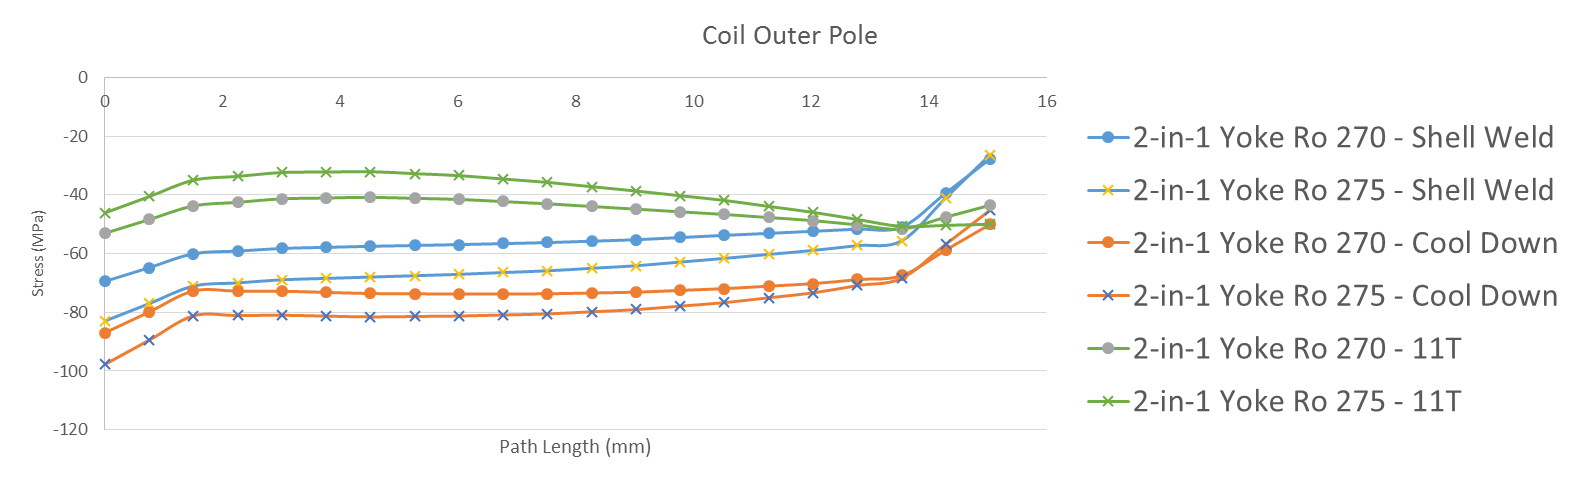 Coil Outer Pole
0
0 2 4 6 8 10 12 14 16
-20
-40
-60
-80
-100
-120
Stress (MPa)
Path Length (mm)
2-in-1 Yoke Ro 270 - Shell Weld
2-in-1 Yoke Ro 275 - Shell Weld
2-in-1 Yoke Ro 270 - Cool Down
2-in-1 Yoke Ro 275 - Cool Down
2-in-1 Yoke Ro 270 - 11T
2-in-1 Yoke Ro 275 - 11T